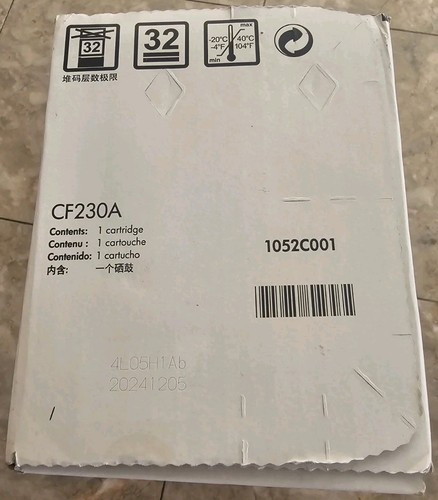 32
32
max
-20°C 40°C
-4°F 104°F
min
堆码层数极限
CF230A
Contents: 1 cartridge
Contenu : 1 cartouche
Contenido: 1 cartucho
内含: 一个硒鼓
1052C001
4L05H1Ab
20241205